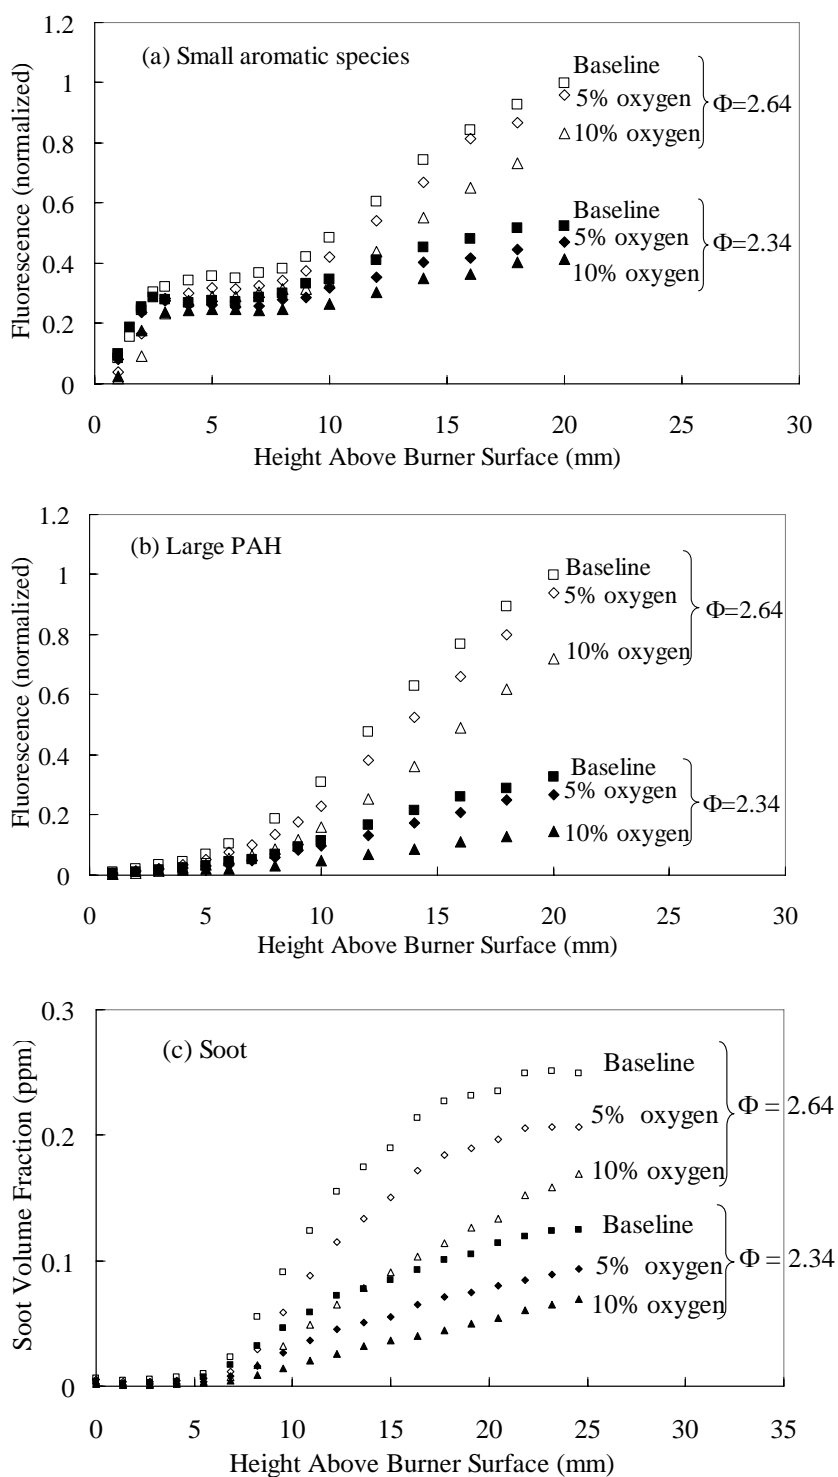 1.2
(a) Small aromatic species
Baseline
1
5% oxygen
Φ=2.64
10% oxygen
0.8
0.6
Baseline
5% oxygen
Φ=2.34
0.4
10% oxygen
0.2
0
0 5 10 15 20 25 30
Fluorescence (normalized)
Height Above Burner Surface (mm)
1.2
(b) Large PAH
1
Baseline
5% oxygen
Φ=2.64
0.8
10% oxygen
0.6
0.4
Baseline
5% oxygen
Φ=2.34
0.2
10% oxygen
0
0 5 10 15 20 25 30
Fluorescence (normalized)
Height Above Burner Surface (mm)
0.3
(c) Soot
Baseline
5% oxygen
Φ = 2.64
0.2
10% oxygen
Baseline
0.1
5% oxygen
Φ = 2.34
10% oxygen
0
0 5 10 15 20 25 30 35
Soot Volume Fraction (ppm)
Height Above Burner Surface (mm)